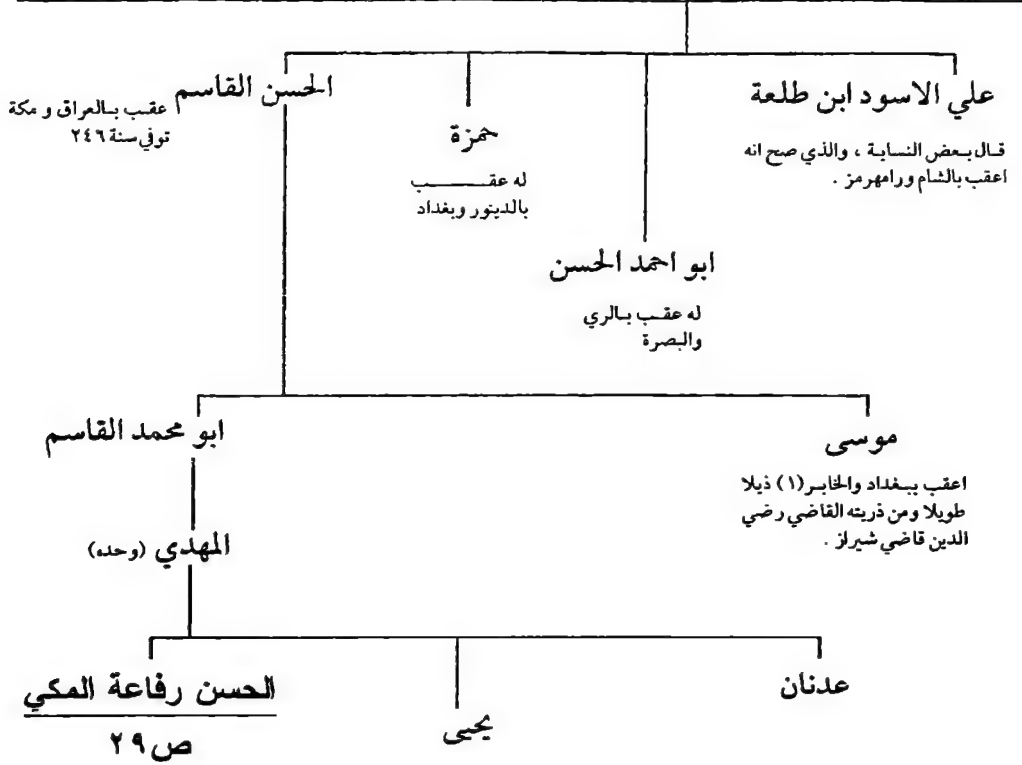 علي الاسود ابن طلعة
قال بعض النسابة ، والذي صح انه
اعقب بالشام ورامهرمز .
ابو احمد الحسن
له عقب بالري
والبصرة
حمزة
له عقب
بالدينور وبغداد
الحسن القاسم
عقب بالعراق و مكة
توفي سنة ٢٤٦
موسى
اعقب ببغداد والخابر (١) ذيلا
طويلا ومن ذريته القاضي رضي
الدين قاضي شيراز .
ابو محمد القاسم
المهدي (وحده)
عدنان
يحيى
الحسن رفاعة المكي
ص ٢٩